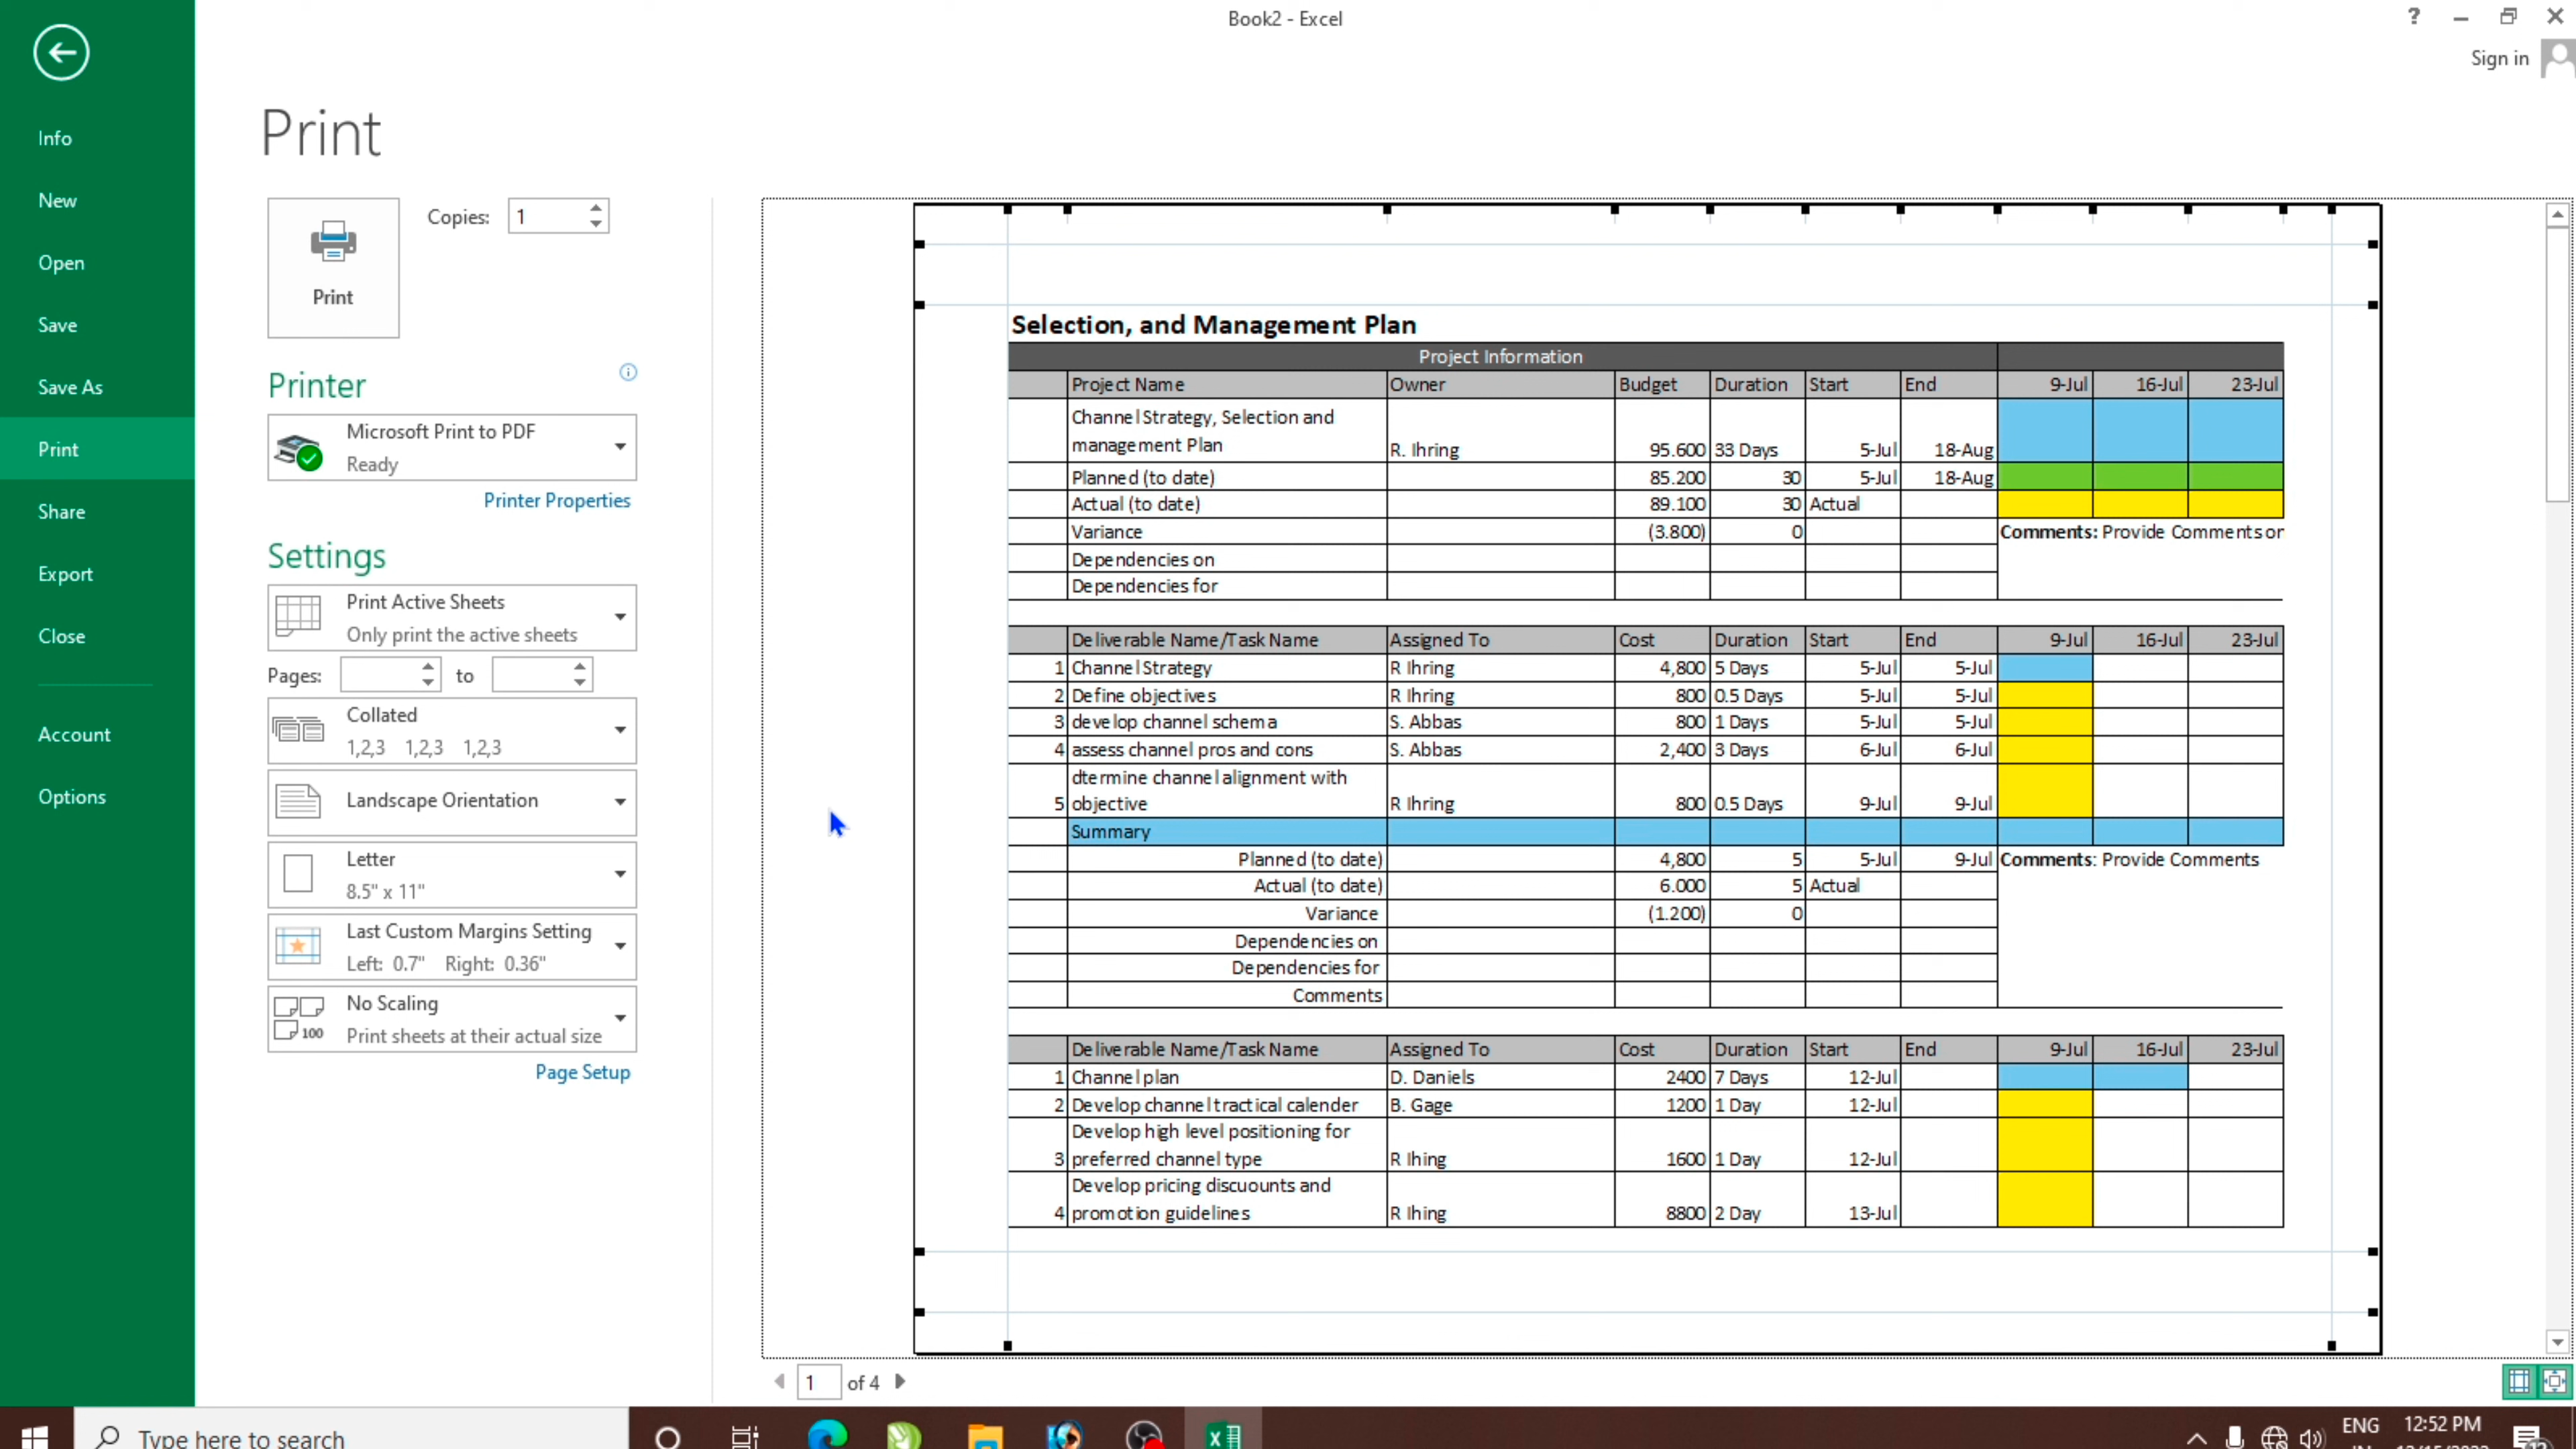 Book2 - Excel
?
Sign in
Info
New
Open
Save
Save As
Print
Share
Export
Close
Account
Options
Print
Print
Copies: 1
Printer
Microsoft Print to PDF
Ready
Printer Properties
Settings
Print Active Sheets
Only print the active sheets
Pages: to
Collated
1,2,3 1,2,3 1,2,3
Landscape Orientation
Letter
8.5" x 11"
Last Custom Margins Setting
Left: 0.7" Right: 0.36"
No Scaling
100 Print sheets at their actual size
Page Setup
Selection, and Management Plan
Project Information
Project Name Owner Budget Duration Start End 9-Jul 16-Jul 23-Jul
Channel Strategy, Selection and
management Plan R. Ihring 95.600 33 Days 5-Jul 18-Aug
Planned (to date) 85.200 30 5-Jul 18-Aug
Actual (to date) 89.100 30 Actual
Variance (3.800) 0 Comments: Provide Comments or
Dependencies on
Dependencies for
Deliverable Name/Task Name Assigned To Cost Duration Start End 9-Jul 16-Jul 23-Jul
1 Channel Strategy R Ihring 4,800 5 Days 5-Jul 5-Jul
2 Define objectives R Ihring 800 0.5 Days 5-Jul 5-Jul
3 develop channel schema S. Abbas 800 1 Days 5-Jul 5-Jul
4 assess channel pros and cons S. Abbas 2,400 3 Days 6-Jul 6-Jul
dtermine channel alignment with
5 objective R Ihring 800 0.5 Days 9-Jul 9-Jul
Summary
Planned (to date) 4,800 5 5-Jul 9-Jul Comments: Provide Comments
Actual (to date) 6.000 5 Actual
Variance (1.200) 0
Dependencies on
Dependencies for
Comments
Deliverable Name/Task Name Assigned To Cost Duration Start End 9-Jul 16-Jul 23-Jul
1 Channel plan D. Daniels 2400 7 Days 12-Jul
2 Develop channel tractical calender B. Gage 1200 1 Day 12-Jul
Develop high level positioning for
3 preferred channel type R Ihing 1600 1 Day 12-Jul
Develop pricing discuounts and
4 promotion guidelines R Ihing 8800 2 Day 13-Jul
1 of 4
Type here to search
ENG 12:52 PM